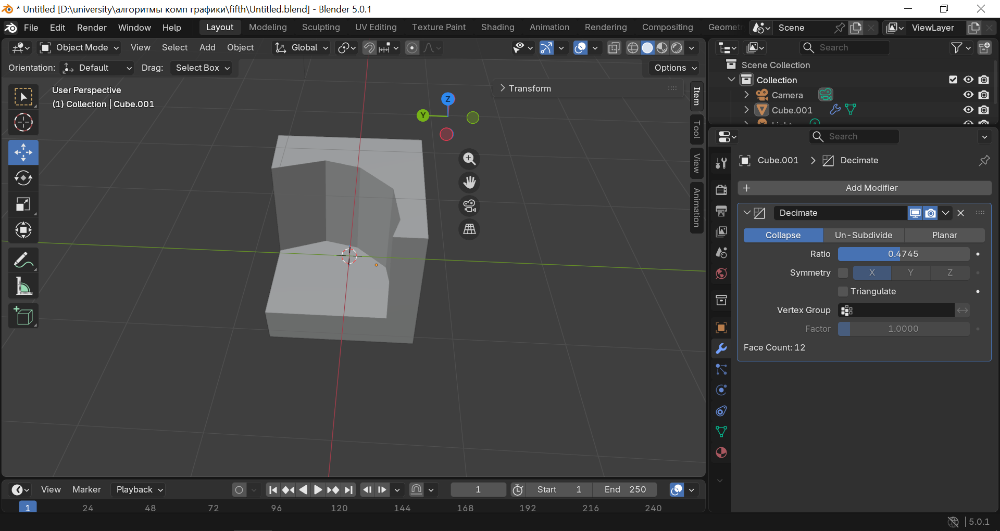 * Untitled [D:\university\алгоритмы комп графики\fifth\Untitled.blend] - Blender 5.0.1
File Edit Render Window Help Layout Modeling Sculpting UV Editing Texture Paint Shading Animation Rendering Compositing Geomet Scene ViewLayer
Object Mode View Select Add Object Global
Search
Orientation: Default Drag: Select Box Options
Scene Collection
Collection
Camera
Cube.001
User Perspective
(1) Collection | Cube.001
Transform
Z
Y
Item
Tool
View
Animation
Search
Cube.001 Decimate
Add Modifier
Decimate
Collapse Un-Subdivide Planar
Ratio 0.4745
Symmetry X Y Z
Triangulate
Vertex Group
Factor 1.0000
Face Count: 12
View Marker Playback 1 Start 1 End 250
1 24 48 72 96 120 144 168 192 216 240
5.0.1